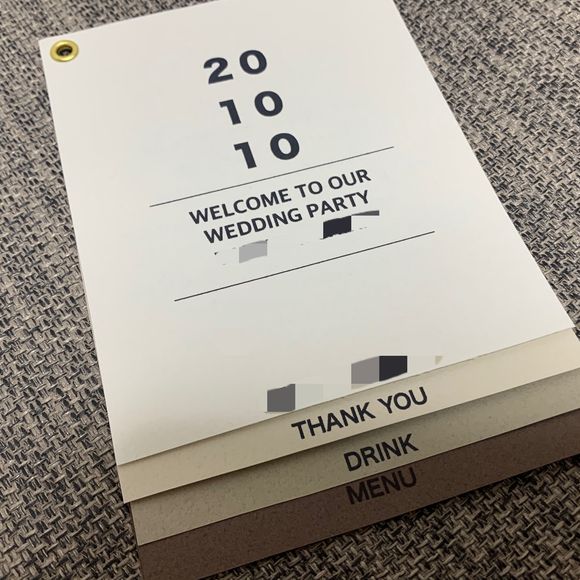 20
10
10
WELCOME TO OUR
WEDDING PARTY
THANK YOU
DRINK
MENU